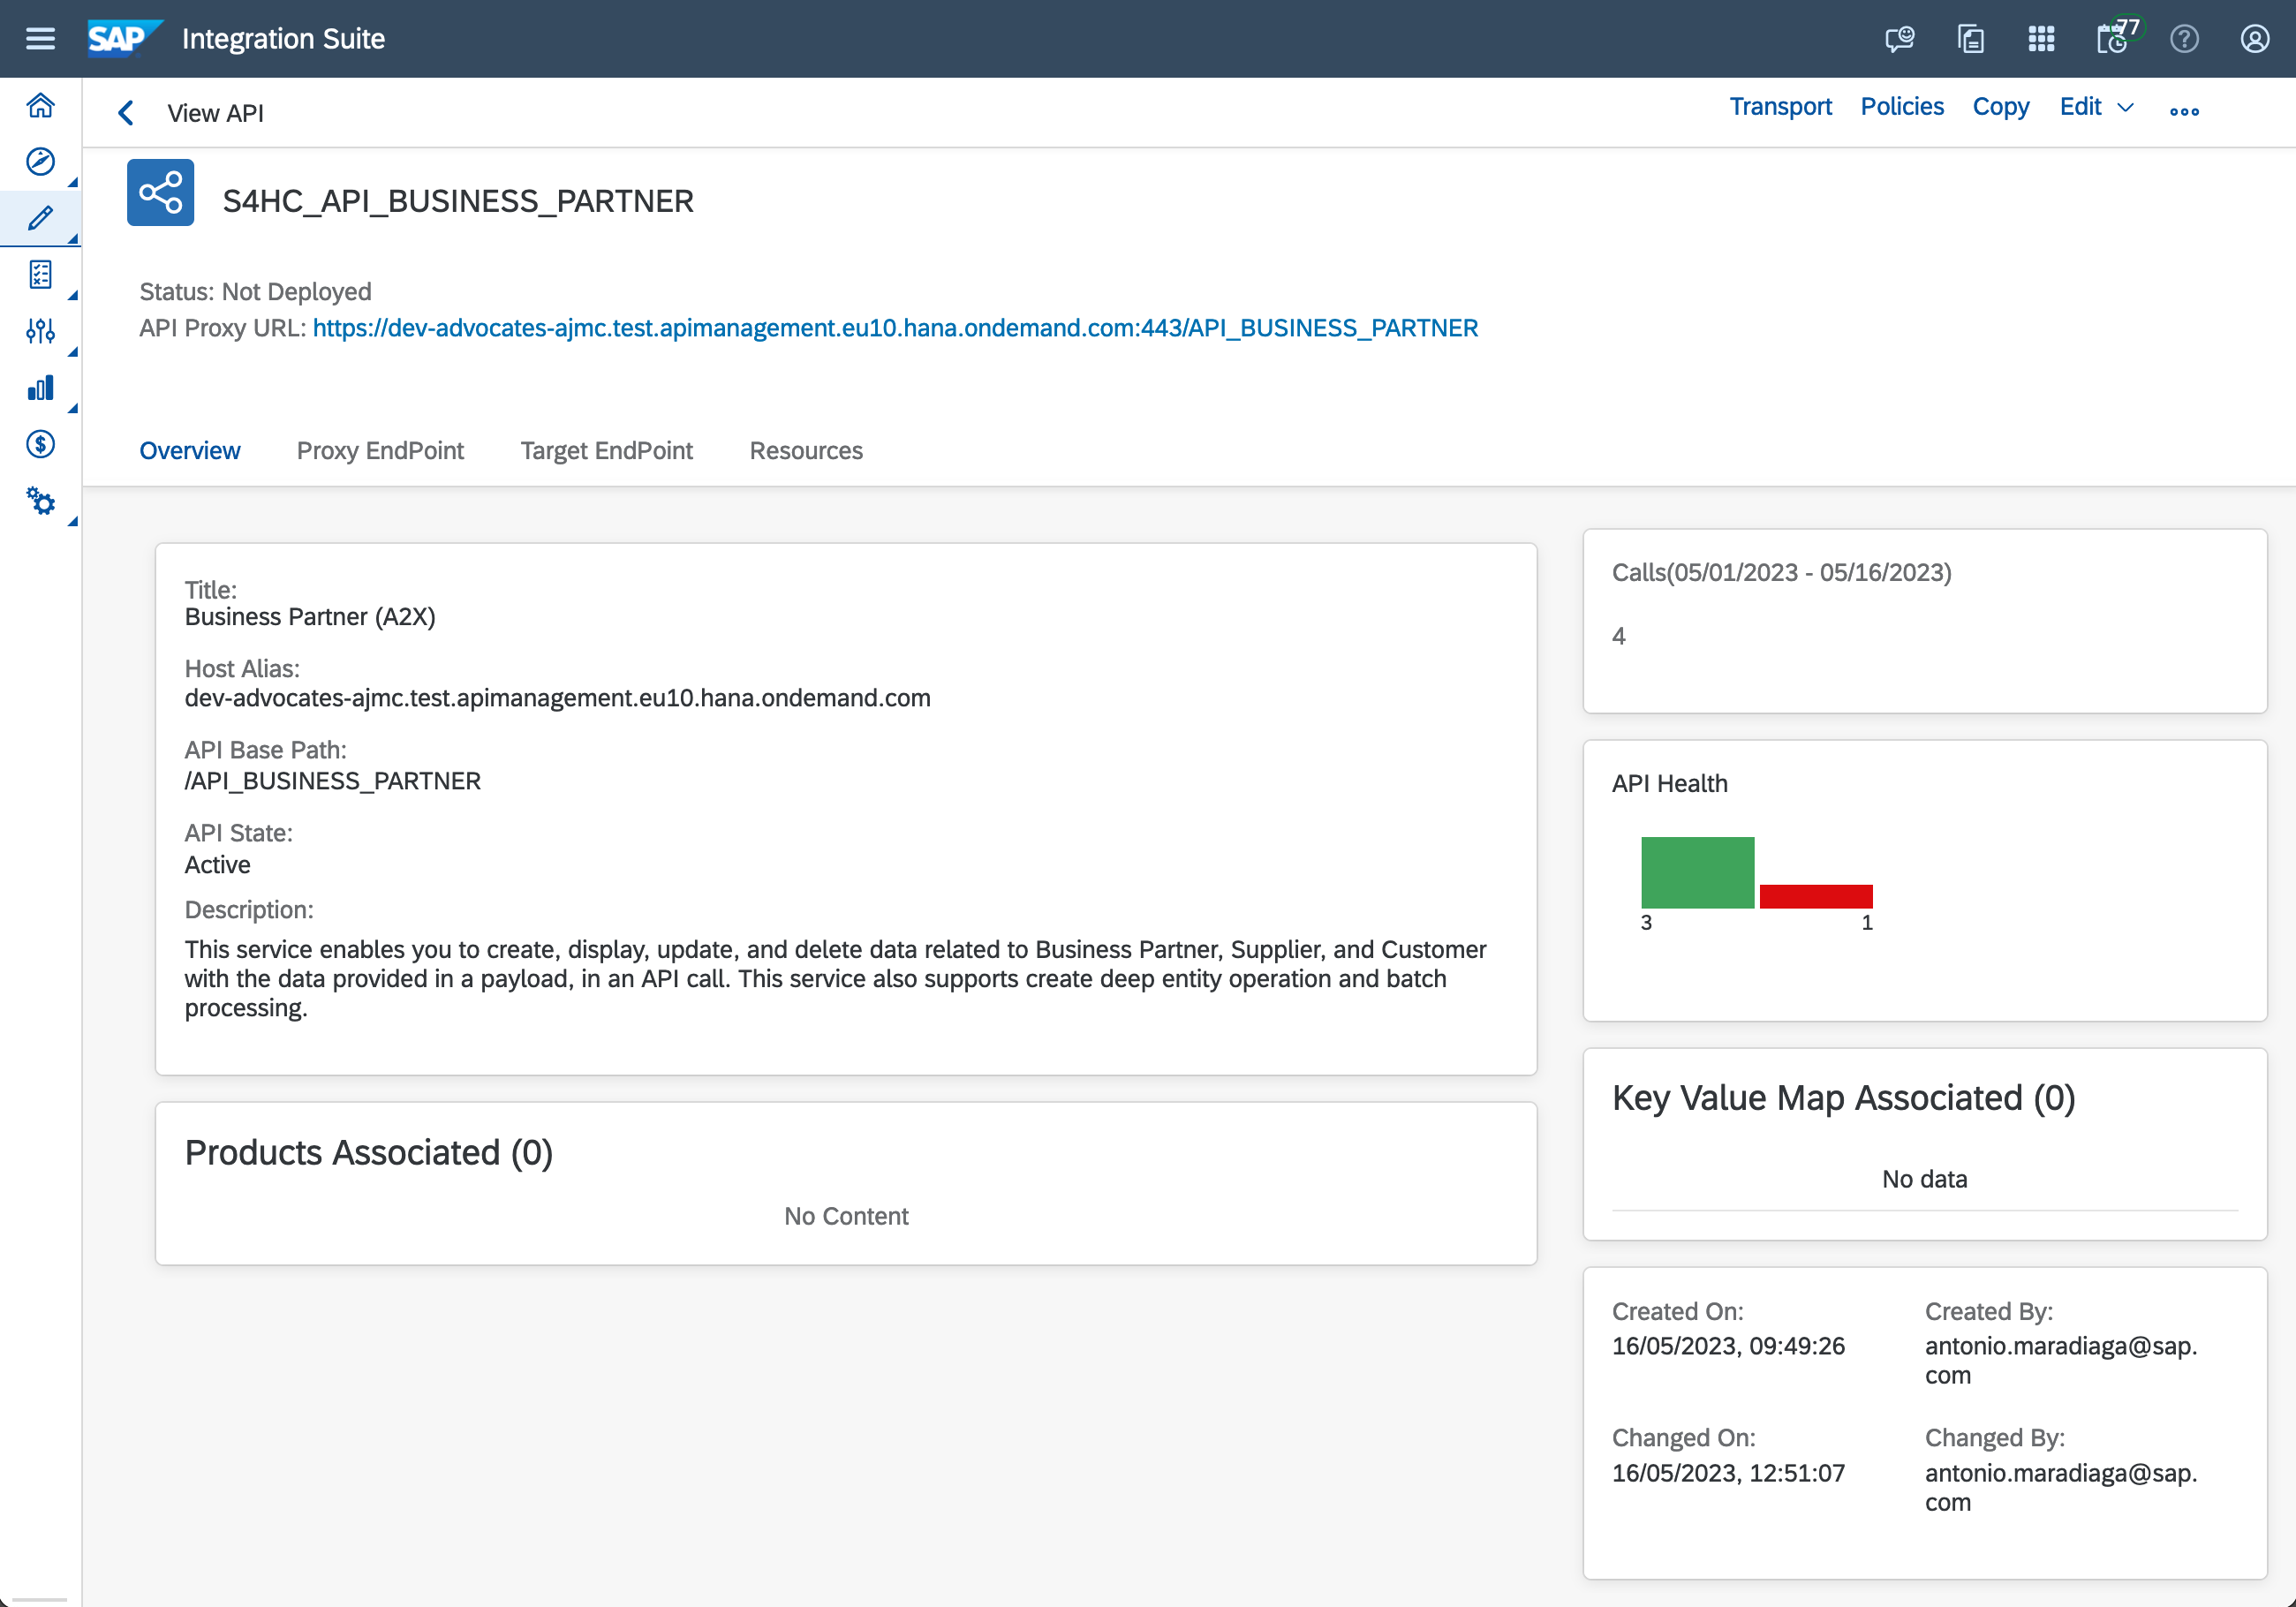 SAP Integration Suite
77
View API
Transport Policies Copy Edit
S4HC_API_BUSINESS_PARTNER
Status: Not Deployed
API Proxy URL: https://dev-advocates-ajmc.test.apimanagement.eu10.hana.ondemand.com:443/API_BUSINESS_PARTNER
Overview Proxy EndPoint Target EndPoint Resources
Title:
Business Partner (A2X)
Host Alias:
dev-advocates-ajmc.test.apimanagement.eu10.hana.ondemand.com
API Base Path:
/API_BUSINESS_PARTNER
API State:
Active
Description:
This service enables you to create, display, update, and delete data related to Business Partner, Supplier, and Customer
with the data provided in a payload, in an API call. This service also supports create deep entity operation and batch
processing.
Products Associated (0)
No Content
Calls(05/01/2023 - 05/16/2023)
4
API Health
3 1
Key Value Map Associated (0)
No data
Created On: Created By:
16/05/2023, 09:49:26 antonio.maradiaga@sap.
com
Changed On: Changed By:
16/05/2023, 12:51:07 antonio.maradiaga@sap.
com